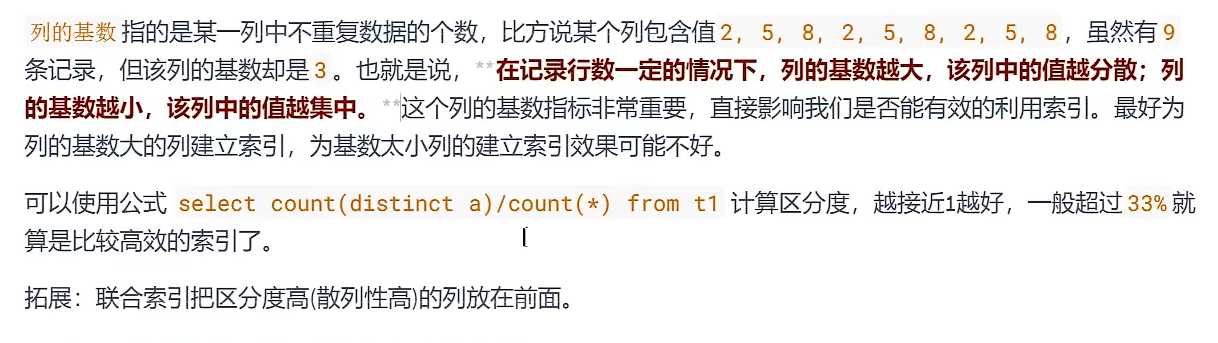 列的基数指的是某一列中不重复数据的个数，比方说某个列包含值 2, 5, 8, 2, 5, 8, 2, 5, 8，虽然有 9
条记录，但该列的基数却是 3。也就是说，**在记录行数一定的情况下，列的基数越大，该列中的值越分散；列
的基数越小，该列中的值越集中。**这个列的基数指标非常重要，直接影响我们是否能有效的利用索引。最好为
列的基数大的列建立索引，为基数太小列的建立索引效果可能不好。
可以使用公式 select count(distinct a)/count(*) from t1 计算区分度，越接近1越好，一般超过 33% 就
算是比较高效的索引了。
拓展：联合索引把区分度高(散列性高)的列放在前面。